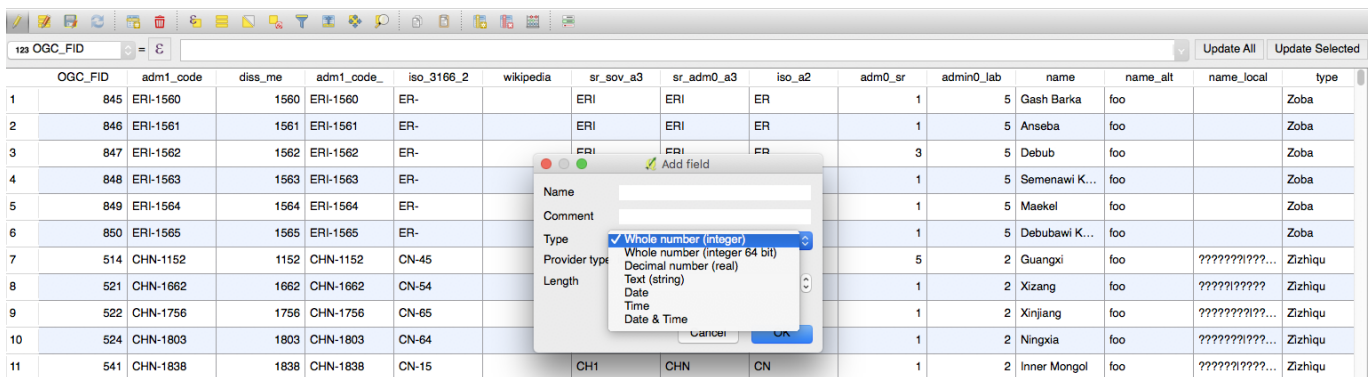 123 OGC_FID = ε Update All Update Selected
OGC_FID adm1_code diss_me adm1_code_ iso_3166_2 wikipedia sr_sov_a3 sr_adm0_a3 iso_a2 adm0_sr admin0_lab name name_alt name_local type
1 845 ERI-1560 1560 ERI-1560 ER- ERI ERI ER 1 5 Gash Barka foo Zoba
2 846 ERI-1561 1561 ERI-1561 ER- ERI ERI ER 1 5 Anseba foo Zoba
3 847 ERI-1562 1562 ERI-1562 ER- ERI ERI ER 3 5 Debub foo Zoba
4 848 ERI-1563 1563 ERI-1563 ER- 1 5 Semenawi K... foo Zoba
5 849 ERI-1564 1564 ERI-1564 ER- 1 5 Maekel foo Zoba
6 850 ERI-1565 1565 ERI-1565 ER- 1 5 Debubawi K... foo Zoba
7 514 CHN-1152 1152 CHN-1152 CN-45 5 2 Guangxi foo ???????|???... Zìzhìqu
8 521 CHN-1662 1662 CHN-1662 CN-54 1 2 Xizang foo ?????|????? Zìzhìqu
9 522 CHN-1756 1756 CHN-1756 CN-65 1 2 Xinjiang foo ????????|??... Zìzhìqu
10 524 CHN-1803 1803 CHN-1803 CN-64 1 2 Ningxia foo ???????|???... Zìzhìqu
11 541 CHN-1838 1838 CHN-1838 CN-15 CH1 CHN CN 1 2 Inner Mongol foo ??????|????... Zìzhìqu
Add field
Name
Comment
Type ✓ Whole number (integer)
Whole number (integer 64 bit)
Provider type
Decimal number (real)
Length
Text (string)
Date
Time
Date & Time
Cancel OK